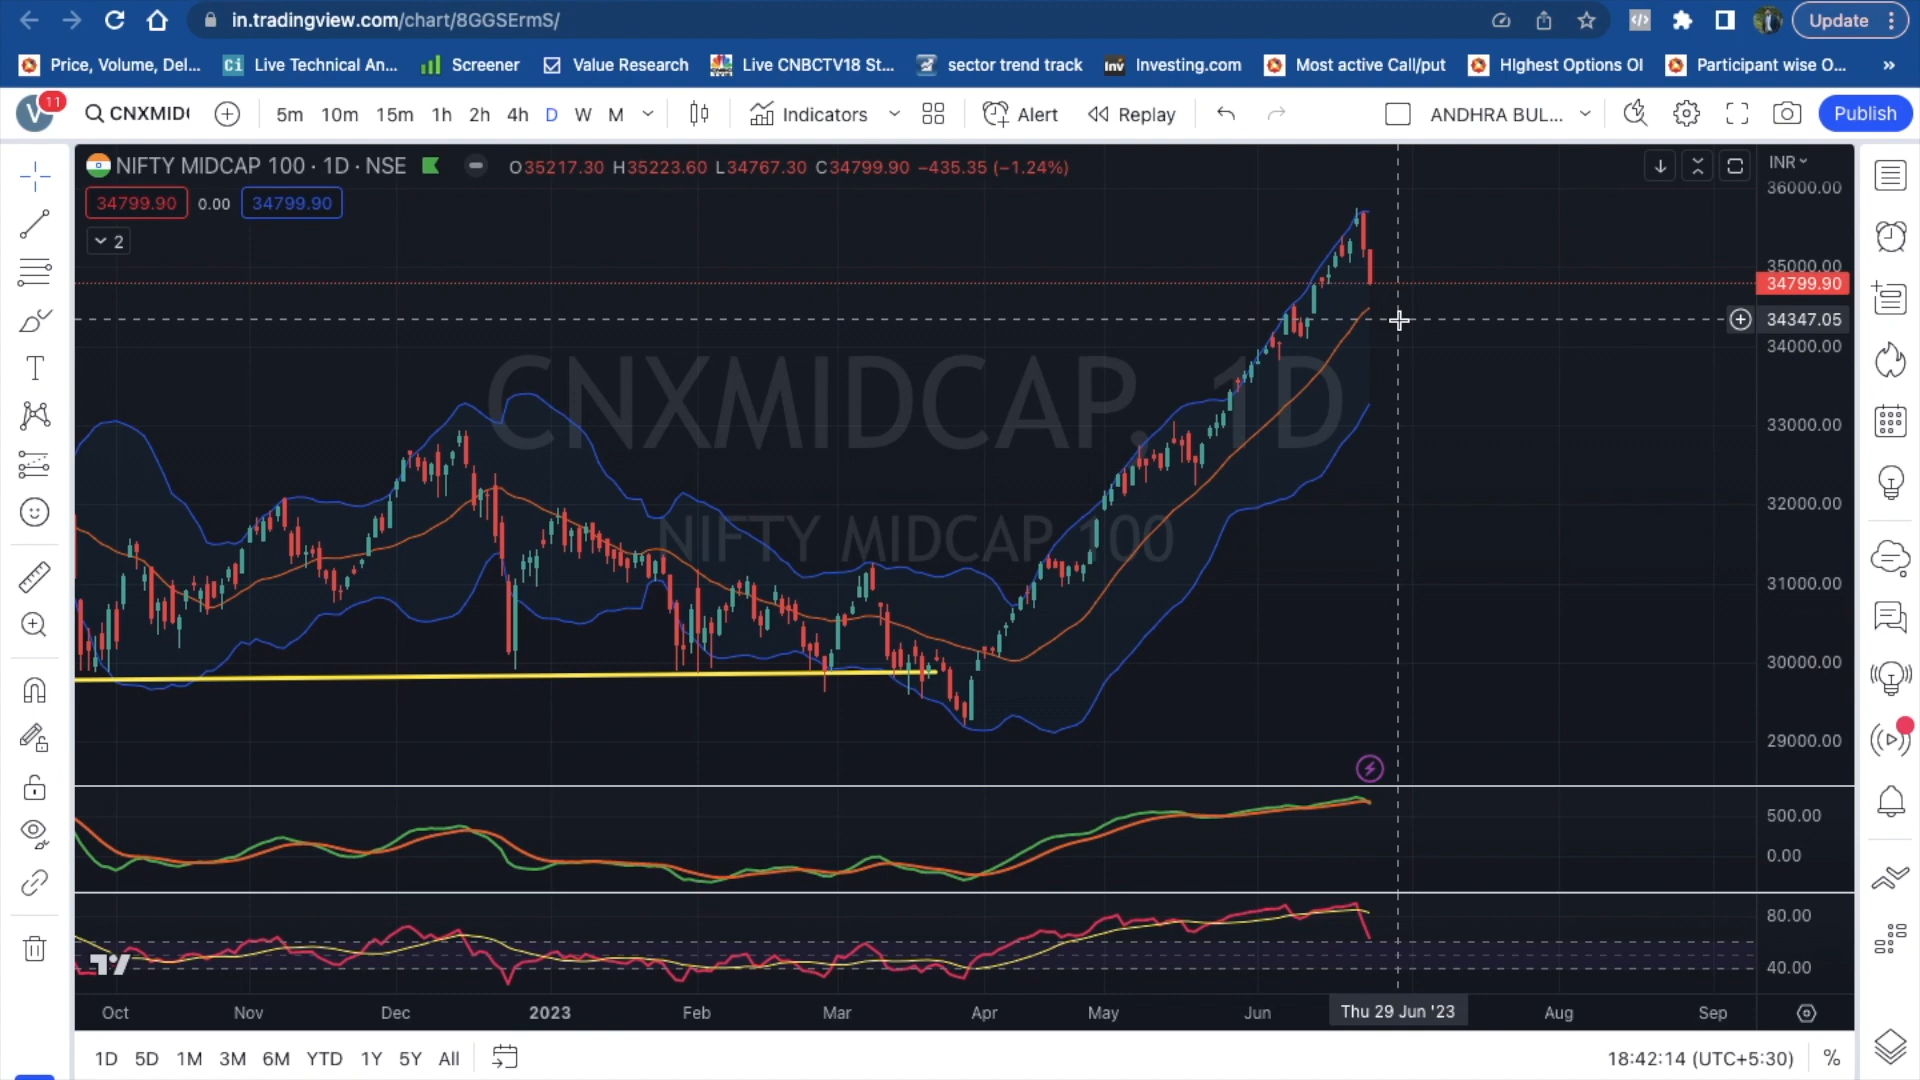 in.tradingview.com/chart/8GGSErmS/
Update
Price, Volume, Del...
Ci Live Technical An...
Screener
Value Research
Live CNBCTV18 St...
sector trend track
Inv Investing.com
Most active Call/put
HIghest Options OI
Participant wise O...
»
V 11
CNXMID
5m 10m 15m 1h 2h 4h D W M
Indicators
Alert
Replay
ANDHRA BUL...
Publish
NIFTY MIDCAP 100 · 1D · NSE
O35217.30 H35223.60 L34767.30 C34799.90 −435.35 (−1.24%)
INR
34799.90 0.00 34799.90
2
36000.00
35000.00
34799.90
34347.05
34000.00
33000.00
32000.00
31000.00
30000.00
29000.00
CNXMIDCAP, 1D
NIFTY MIDCAP 100
500.00
0.00
80.00
40.00
Oct Nov Dec 2023 Feb Mar Apr May Jun Thu 29 Jun '23 Aug Sep
1D 5D 1M 3M 6M YTD 1Y 5Y All
18:42:14 (UTC+5:30) %